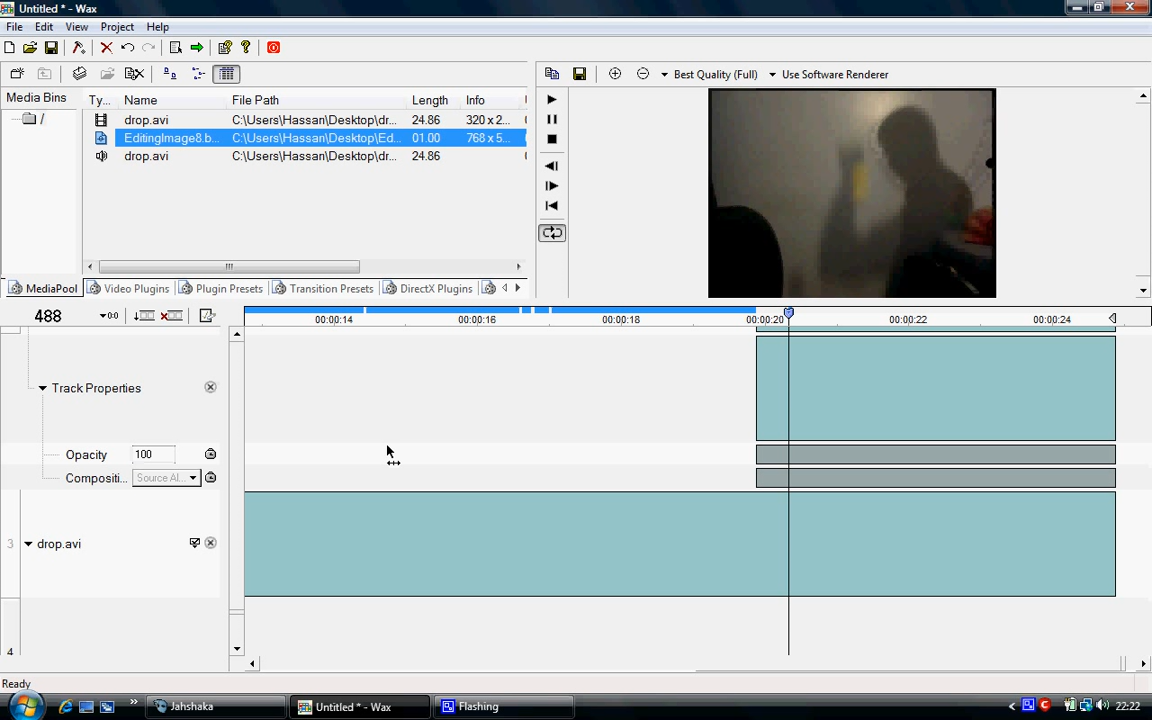 Untitled * - Wax
File Edit View Project Help
Best Quality (Full) Use Software Renderer
Media Bins
/
Ty... Name File Path Length Info
drop.avi C:\Users\Hassan\Desktop\dr... 24.86 320 x 2...
EditingImage8.b... C:\Users\Hassan\Desktop\Ed... 01.00 768 x 5...
drop.avi C:\Users\Hassan\Desktop\dr... 24.86
MediaPool Video Plugins Plugin Presets Transition Presets DirectX Plugins
488
00:00:14 00:00:16 00:00:18 00:00:20 00:00:22 00:00:24
Track Properties
Opacity 100
Compositi... Source Al...
3 drop.avi
4
Ready
Jahshaka Untitled * - Wax Flashing 22:22